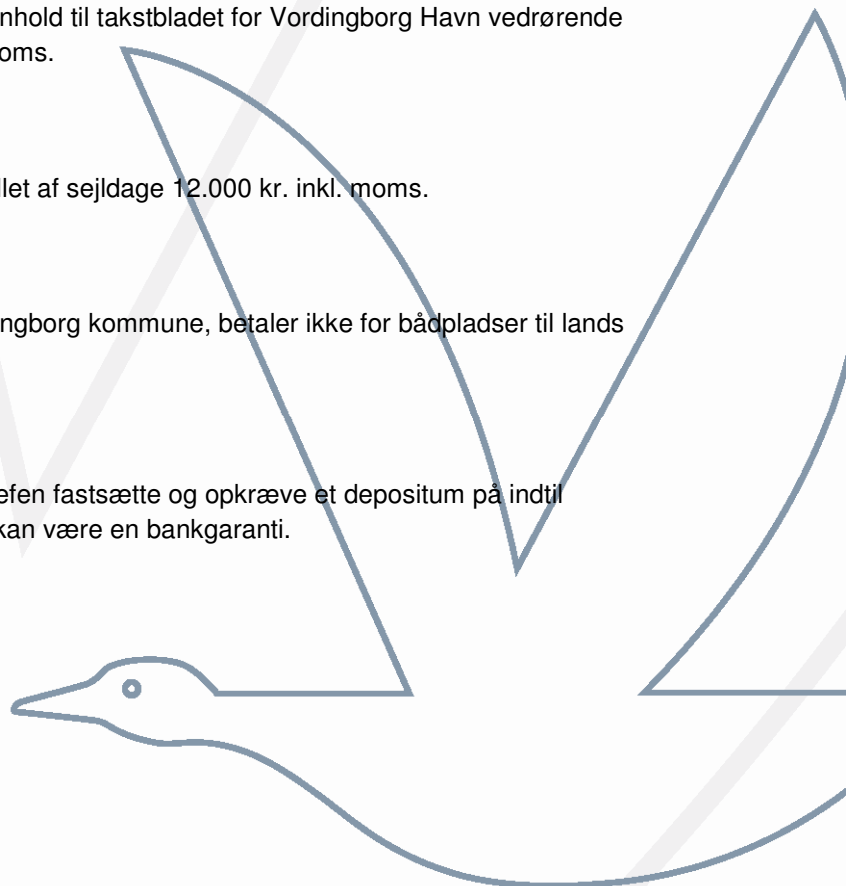 nhold til takstbladet for Vordingborg Havn vedrørende
oms.
llet af sejldage 12.000 kr. inkl. moms.
ngborg kommune, betaler ikke for bådpladser til lands
efen fastsætte og opkræve et depositum på indtil
kan være en bankgaranti.